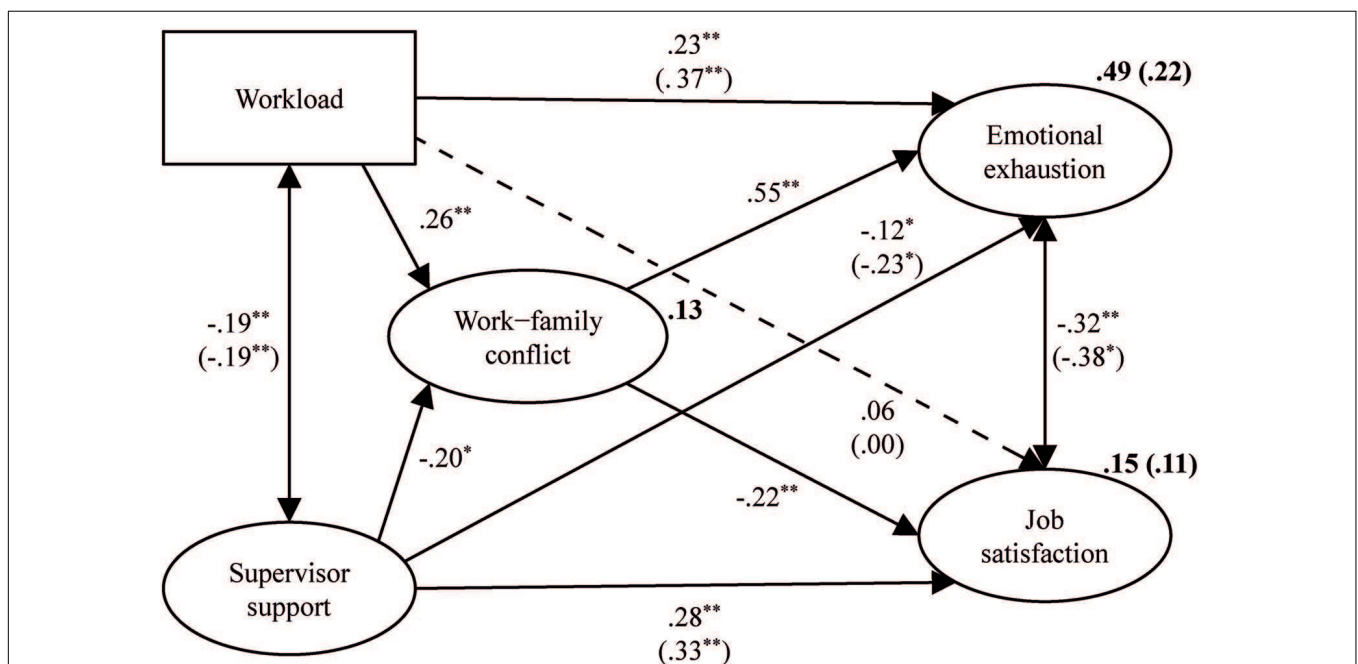 .23**
(. 37**)
.49 (.22)
Workload
Emotional
exhaustion
.26**
.55**
-.12*
(-.23*)
-.19**
(-.19**)
Work–family
conflict
.13
-.32**
(-.38*)
.06
(.00)
-.20*
-.22**
.15 (.11)
Job
satisfaction
Supervisor
support
.28**
(.33**)